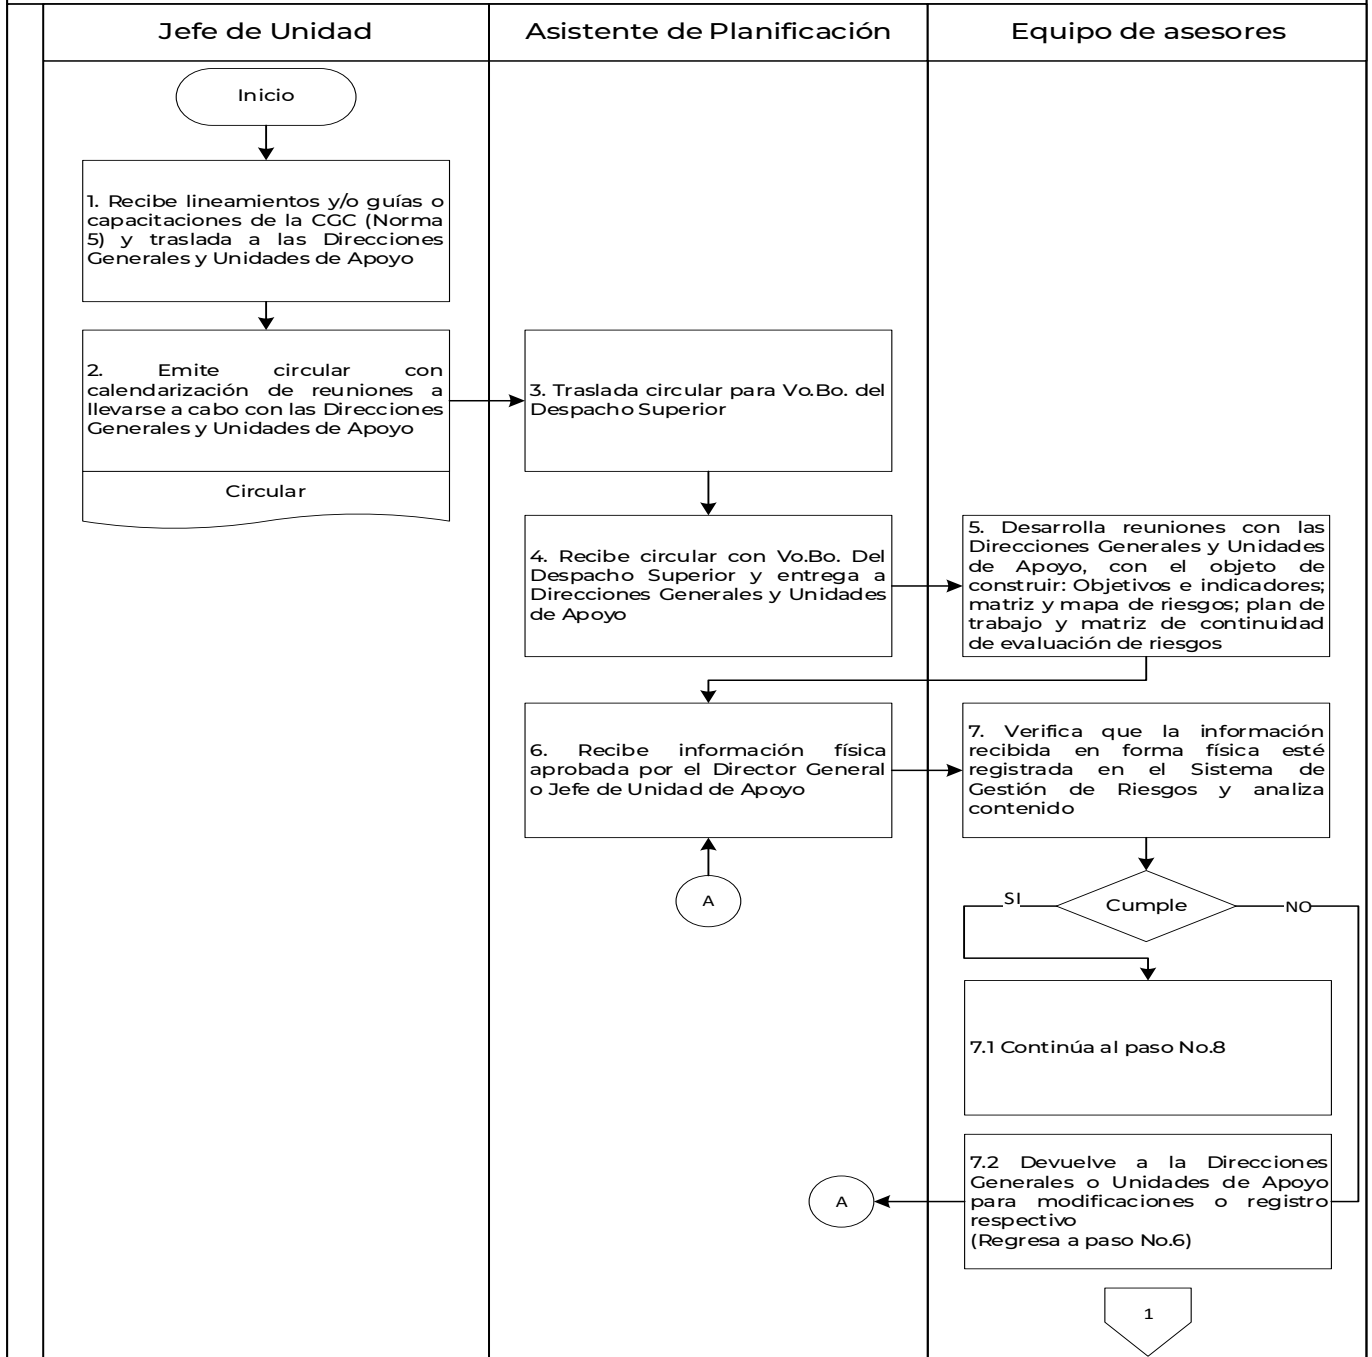 Jefe de Unidad
Asistente de Planificación
Equipo de asesores
Inicio
1. Recibe lineamientos y/o guías o
capacitaciones de la CGC (Norma
5) y traslada a las Direcciones
Generales y Unidades de Apoyo
2. Emite circular con
calendarización de reuniones a
llevarse a cabo con las Direcciones
Generales y Unidades de Apoyo
Circular
3. Traslada circular para Vo.Bo. del
Despacho Superior
4. Recibe circular con Vo.Bo. Del
Despacho Superior y entrega a
Direcciones Generales y Unidades
de Apoyo
5. Desarrolla reuniones con las
Direcciones Generales y Unidades
de Apoyo, con el objeto de
construir: Objetivos e indicadores;
matriz y mapa de riesgos; plan de
trabajo y matriz de continuidad
de evaluación de riesgos
6. Recibe información física
aprobada por el Director General
o Jefe de Unidad de Apoyo
7. Verifica que la información
recibida en forma física esté
registrada en el Sistema de
Gestión de Riesgos y analiza
contenido
A
SI
Cumple
NO
7.1 Continúa al paso No.8
7.2 Devuelve a la Direcciones
Generales o Unidades de Apoyo
para modificaciones o registro
respectivo
(Regresa a paso No.6)
A
1